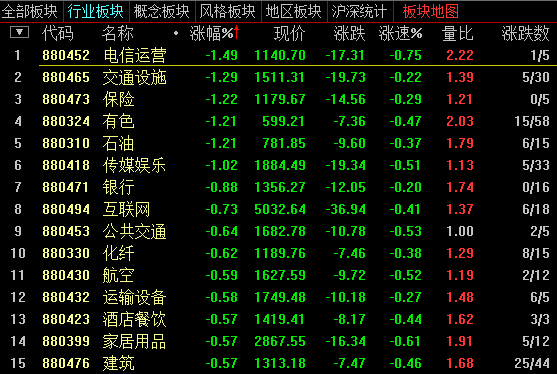 全部板块 行业板块 概念板块 风格板块 地区板块 沪深统计 板块地图
▼ 代码 名称 • 涨幅%↑ 现价 涨跌 涨速% 量比 涨跌数
1 880452 电信运营 -1.49 1140.70 -17.31 -0.75 2.22 1/5
2 880465 交通设施 -1.29 1511.31 -19.73 -0.22 1.39 5/30
3 880473 保险 -1.22 1179.67 -14.56 -0.29 1.21 0/5
4 880324 有色 -1.21 599.21 -7.36 -0.47 2.03 15/58
5 880310 石油 -1.21 781.85 -9.60 -0.37 1.79 6/15
6 880418 传媒娱乐 -1.02 1884.49 -19.34 -0.51 1.13 5/33
7 880471 银行 -0.88 1356.27 -12.05 -0.20 1.74 0/16
8 880494 互联网 -0.73 5032.64 -36.94 -0.41 1.37 6/18
9 880453 公共交通 -0.64 1682.78 -10.78 -0.53 1.00 2/5
10 880330 化纤 -0.62 1189.76 -7.46 -0.38 1.29 8/15
11 880430 航空 -0.59 1627.59 -9.72 -0.52 1.19 2/12
12 880432 运输设备 -0.58 1749.48 -10.18 -0.27 1.48 6/5
13 880423 酒店餐饮 -0.57 1419.41 -8.17 -0.44 1.62 3/3
14 880399 家居用品 -0.57 2867.55 -16.34 -0.61 1.91 5/12
15 880476 建筑 -0.57 1313.18 -7.47 -0.46 1.68 25/44